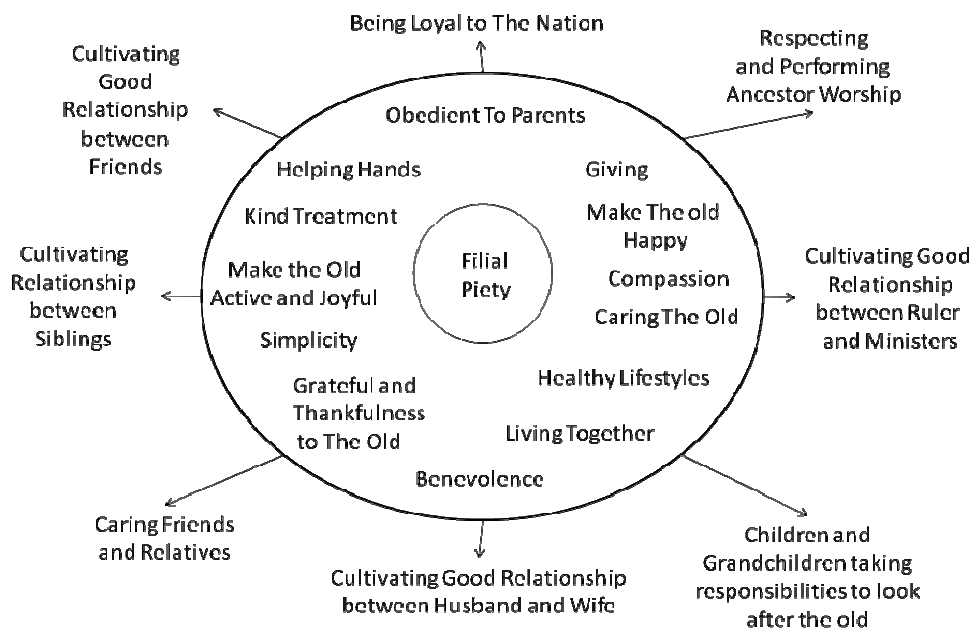 Being Loyal to The Nation
Cultivating
Good
Relationship
between
Friends
Respecting
and Performing
Ancestor Worship
Obedient To Parents
Helping Hands
Giving
Kind Treatment
Make The old
Happy
Filial
Piety
Cultivating
Relationship
between
Siblings
Make the Old
Active and Joyful
Compassion
Caring The Old
Cultivating Good
Relationship
between Ruler
and Ministers
Simplicity
Healthy Lifestyles
Grateful and
Thankfulness
to The Old
Living Together
Benevolence
Caring Friends
and Relatives
Cultivating Good Relationship
between Husband and Wife
Children and
Grandchildren taking
responsibilities to look
after the old